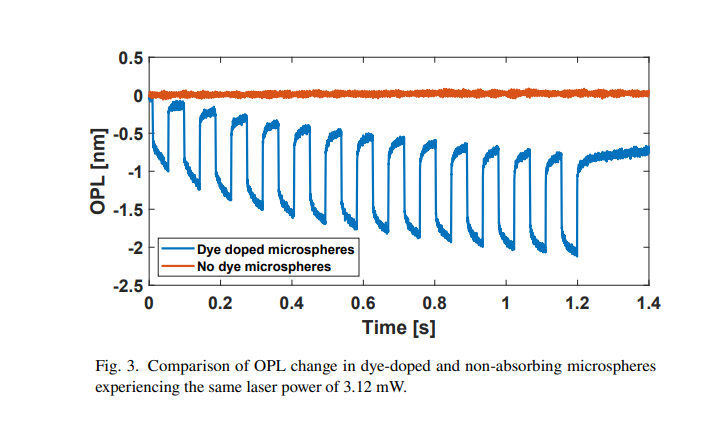 0.5
0
-0.5
-1
-1.5
-2
-2.5
OPL [nm]
Dye doped microspheres
No dye microspheres
0 0.2 0.4 0.6 0.8 1 1.2 1.4
Time [s]
Fig. 3. Comparison of OPL change in dye-doped and non-absorbing microspheres
experiencing the same laser power of 3.12 mW.